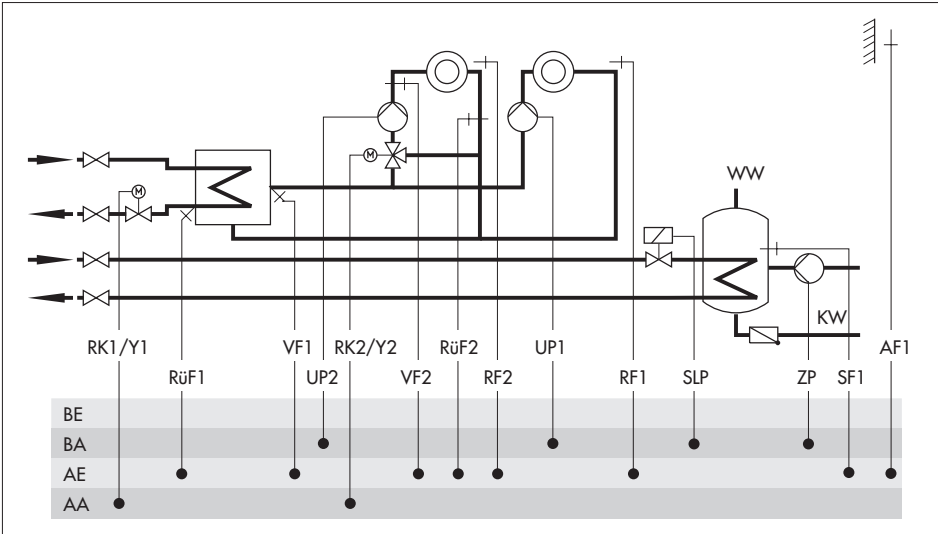 M
M
WW
KW
RK1/Y1
VF1
RK2/Y2
RüF2
UP1
AF1
RüF1
UP2
VF2
RF2
RF1
SLP
ZP
SF1
BE
BA
AE
AA